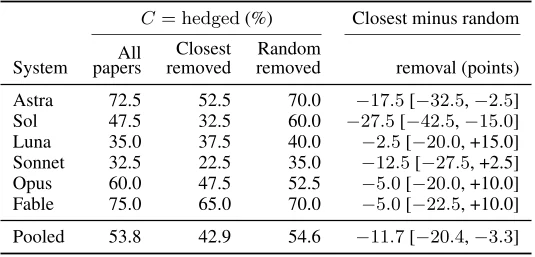 C = hedged (%) Closest minus random
All Closest Random
System papers removed removed removal (points)
Astra 72.5 52.5 70.0 −17.5 [−32.5, −2.5]
Sol 47.5 32.5 60.0 −27.5 [−42.5, −15.0]
Luna 35.0 37.5 40.0 −2.5 [−20.0, +15.0]
Sonnet 32.5 22.5 35.0 −12.5 [−27.5, +2.5]
Opus 60.0 47.5 52.5 −5.0 [−20.0, +10.0]
Fable 75.0 65.0 70.0 −5.0 [−22.5, +10.0]
Pooled 53.8 42.9 54.6 −11.7 [−20.4, −3.3]